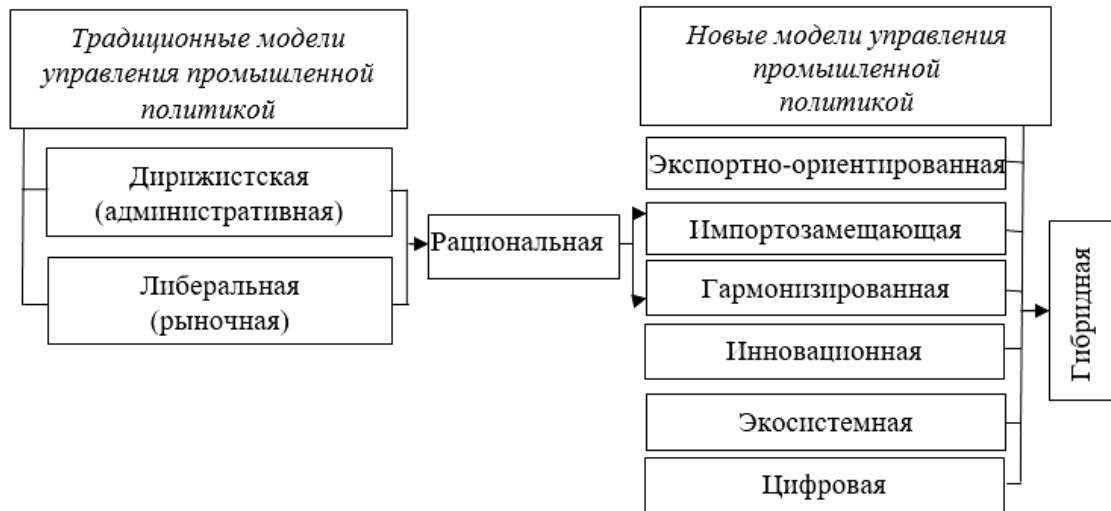 Традиционные модели
управления промышленной
политикой
Дирижистская
(административная)
Либеральная
(рыночная)
Рациональная
Новые модели управления
промышленной
политикой
Экспортно-ориентированная
Импортозамещающая
Гармонизированная
Инновационная
Экосистемная
Цифровая
Гибридная